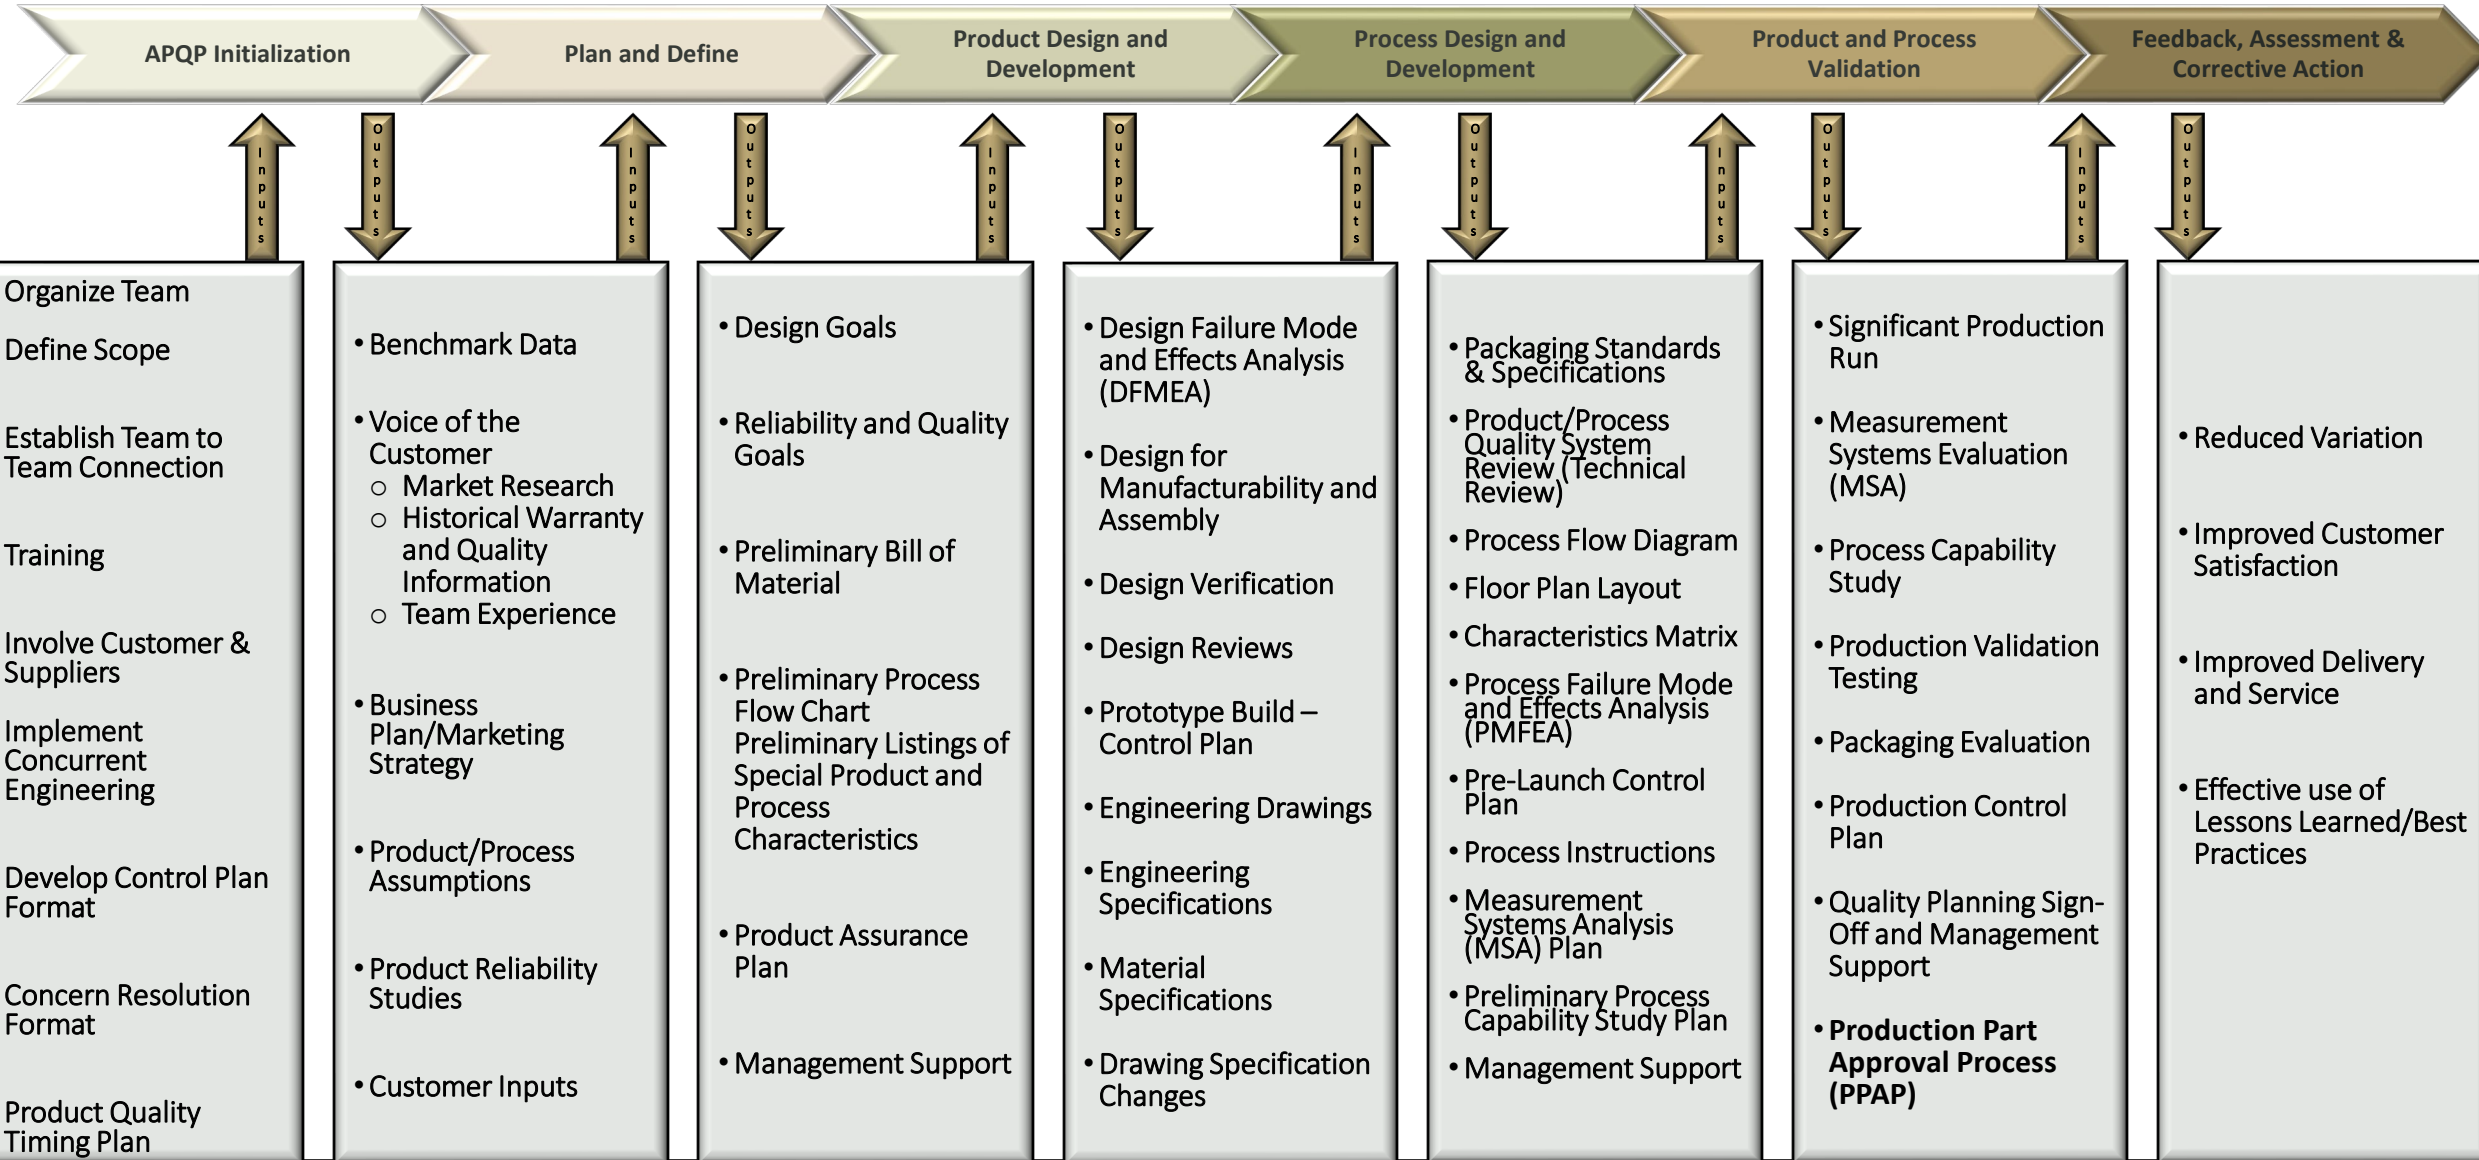 APQP Initialization
Plan and Define
Product Design and
Development
Process Design and
Development
Product and Process
Validation
Feedback, Assessment &
Corrective Action
Inputs
Outputs
Inputs
Outputs
Inputs
Outputs
Inputs
Outputs
Inputs
Outputs
Inputs
Outputs
Organize Team
Define Scope
Establish Team to
Team Connection
Training
Involve Customer &
Suppliers
Implement
Concurrent
Engineering
Develop Control Plan
Format
Concern Resolution
Format
Product Quality
Timing Plan
• Benchmark Data
• Voice of the
Customer
o Market Research
o Historical Warranty
and Quality
Information
o Team Experience
• Business
Plan/Marketing
Strategy
• Product/Process
Assumptions
• Product Reliability
Studies
• Customer Inputs
• Design Goals
• Reliability and Quality
Goals
• Preliminary Bill of
Material
• Preliminary Process
Flow Chart
Preliminary Listings of
Special Product and
Process
Characteristics
• Product Assurance
Plan
• Management Support
• Design Failure Mode
and Effects Analysis
(DFMEA)
• Design for
Manufacturability and
Assembly
• Design Verification
• Design Reviews
• Prototype Build –
Control Plan
• Engineering Drawings
• Engineering
Specifications
• Material
Specifications
• Drawing Specification
Changes
• Packaging Standards
& Specifications
• Product/Process
Quality System
Review (Technical
Review)
• Process Flow Diagram
• Floor Plan Layout
• Characteristics Matrix
• Process Failure Mode
and Effects Analysis
(PMFEA)
• Pre-Launch Control
Plan
• Process Instructions
• Measurement
Systems Analysis
(MSA) Plan
• Preliminary Process
Capability Study Plan
• Management Support
• Significant Production
Run
• Measurement
Systems Evaluation
(MSA)
• Process Capability
Study
• Production Validation
Testing
• Packaging Evaluation
• Production Control
Plan
• Quality Planning Sign-
Off and Management
Support
• Production Part
Approval Process
(PPAP)
• Reduced Variation
• Improved Customer
Satisfaction
• Improved Delivery
and Service
• Effective use of
Lessons Learned/Best
Practices